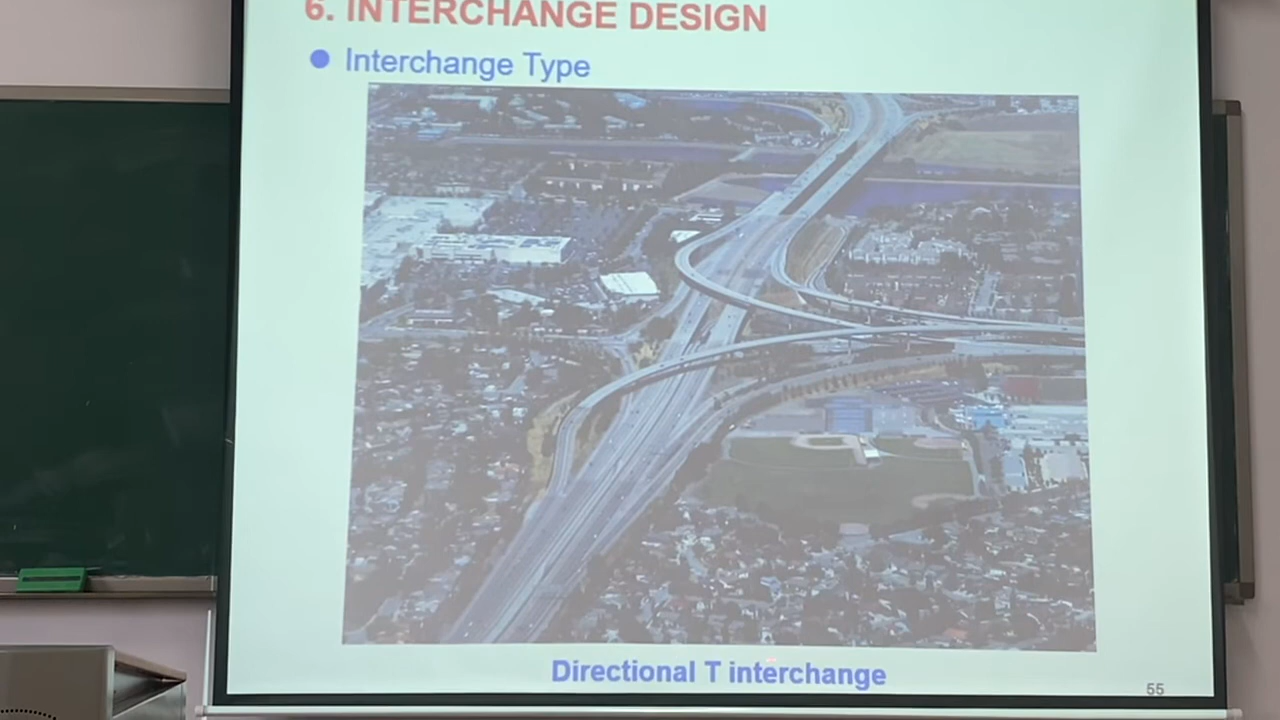 6. INTERCHANGE DESIGN
● Interchange Type
Directional T interchange
55